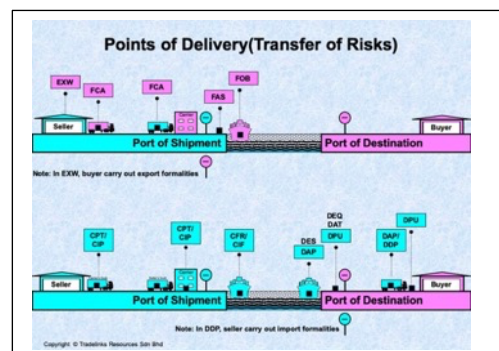 Points of Delivery(Transfer of Risks)
EXW
FCA
FCA
FAS
FOB
Carrier
Seller
Port of Shipment
Port of Destination
Buyer
Note: In EXW, buyer carry out export formalities
CPT/
CIP
CPT/
CIP
CFR/
CIF
DES
DAP
DEQ
DAT
DPU
DAP/
DDP
DPU
Carrier
Seller
Port of Shipment
Port of Destination
Buyer
Note: In DDP, seller carry out import formalities
Copyright © Tradelinks Resources Sdn Bhd